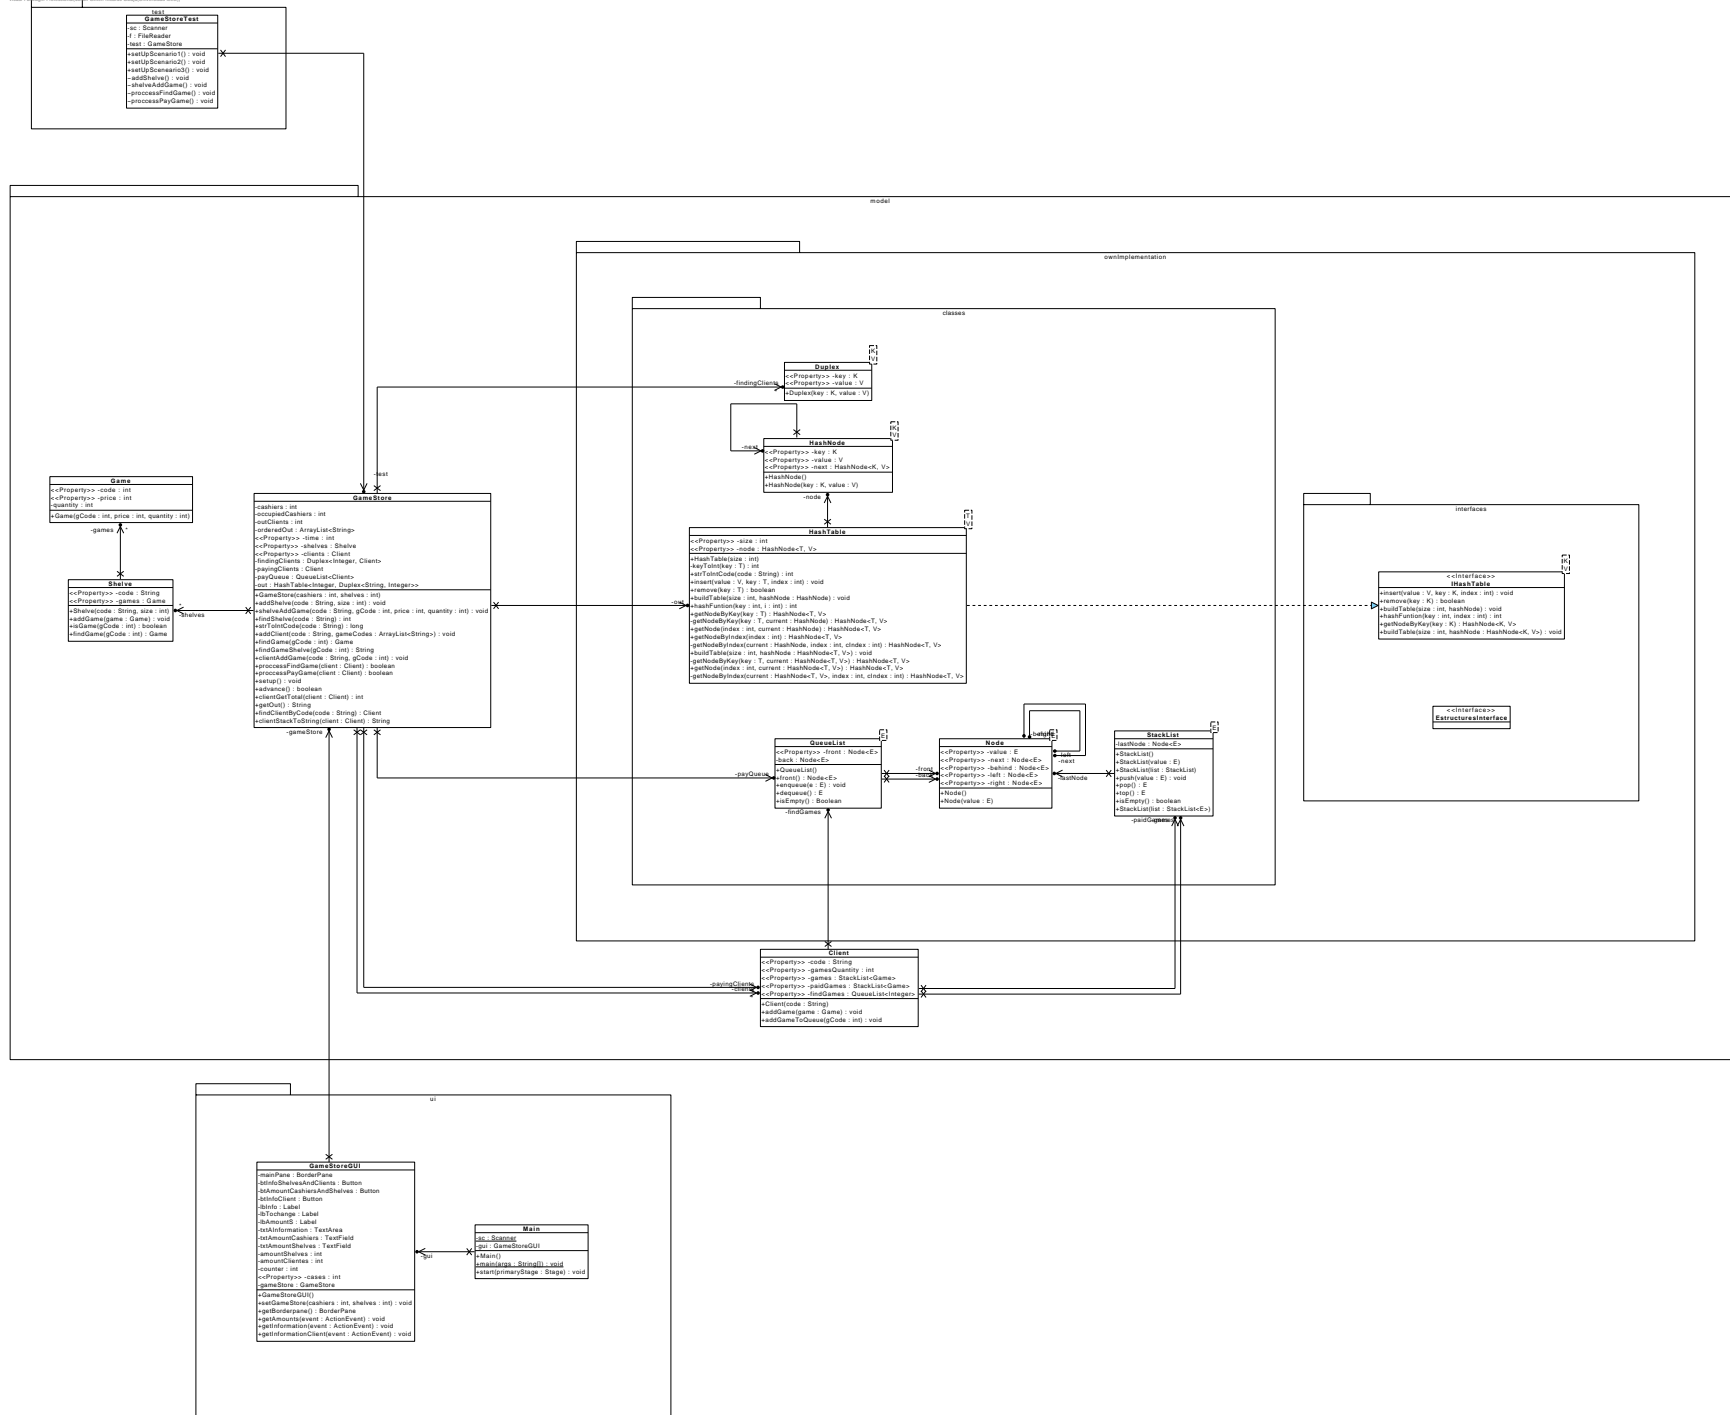 test
GameStoreTest
-sc : Scanner
-f : FileReader
-test : GameStore
+setUpScenario1() : void
+setUpScenario2() : void
+setUpSceneario3() : void
~addShelve() : void
~shelveAddGame() : void
~proccessFindGame() : void
~proccessPayGame() : void
model
ownImplementation
classes
Duplex
K
V
<<Property>> -key : K
<<Property>> -value : V
+Duplex(key : K, value : V)
-findingClients
HashNode
K
V
<<Property>> -key : K
<<Property>> -value : V
<<Property>> -next : HashNode<K, V>
+HashNode()
+HashNode(key : K, value : V)
-next
-node
-test
Game
<<Property>> -code : int
<<Property>> -price : int
-quantity : int
+Game(gCode : int, price : int, quantity : int)
-games
*
Shelve
<<Property>> -code : String
<<Property>> -games : Game
+Shelve(code : String, size : int)
+addGame(game : Game) : void
+isGame(gCode : int) : boolean
+findGame(gCode : int) : Game
-shelves
GameStore
-cashiers : int
-occupiedCashiers : int
-outClients : int
-orderedOut : ArrayList<String>
<<Property>> -time : int
<<Property>> -shelves : Shelve
<<Property>> -clients : Client
-findingClients : Duplex<Integer, Client>
-payingClients : Client
-payQueue : QueueList<Client>
-out : HashTable<Integer, Duplex<String, Integer>>
+GameStore(cashiers : int, shelves : int)
+addShelve(code : String, size : int) : void
+shelveAddGame(code : String, gCode : int, price : int, quantity : int) : void
+findShelve(code : String) : int
+strToIntCode(code : String) : long
+addClient(code : String, gameCodes : ArrayList<String>) : void
+findGame(gCode : int) : Game
+findGameShelve(gCode : int) : String
+clientAddGame(code : String, gCode : int) : void
+proccessFindGame(client : Client) : boolean
+proccessPayGame(client : Client) : boolean
+setup() : void
+advance() : boolean
+clientGetTotal(client : Client) : int
+getOut() : String
+findClientByCode(code : String) : Client
+clientStackToString(client : Client) : String
-gameStore
-out
HashTable
T
V
<<Property>> -size : int
<<Property>> -node : HashNode<T, V>
+HashTable(size : int)
-keyToInt(key : T) : int
+strToIntCode(code : String) : int
+insert(value : V, key : T, index : int) : void
+remove(key : T) : boolean
+hashFuntion(key : int, i : int) : int
+getNodeByKey(key : T) : HashNode<T, V>
-getNodeByKey(key : T, current : HashNode) : HashNode<T, V>
+getNode(index : int, current : HashNode) : HashNode<T, V>
+getNodeByIndex(index : int) : HashNode<T, V>
-getNodeByIndex(current : HashNode, index : int, cIndex : int) : HashNode<T, V>
+buildTable(size : int, hashNode : HashNode<T, V>) : void
-getNodeByKey(key : T, current : HashNode<T, V>) : HashNode<T, V>
+getNode(index : int, current : HashNode<T, V>) : HashNode<T, V>
-getNodeByIndex(current : HashNode<T, V>, index : int, cIndex : int) : HashNode<T, V>
+buildTable(size : int, hashNode : HashNode) : void
interfaces
K
V
<<Interface>>
IHashTable
+insert(value : V, key : K, index : int) : void
+remove(key : K) : boolean
+buildTable(size : int, hashNode) : void
+hashFuntion(key : int, index : int) : int
+getNodeByKey(key : K) : HashNode<K, V>
+buildTable(size : int, hashNode : HashNode<K, V>) : void
<<Interface>>
EstructuresInterface
-payQueue
QueueList
E
<<Property>> -front : Node<E>
-back : Node<E>
+QueueList()
+front() : Node<E>
+enqueue(e : E) : void
+dequeue() : E
+isEmpty() : Boolean
-findGames
-front
-back
Node
<<Property>> -value : E
<<Property>> -next : Node<E>
<<Property>> -behind : Node<E>
<<Property>> -left : Node<E>
<<Property>> -right : Node<E>
+Node()
+Node(value : E)
-left
-next
-lastNode
StackList
E
-lastNode : Node<E>
+StackList()
+StackList(value : E)
+StackList(list : StackList)
+push(value : E) : void
+pop() : E
+top() : E
+isEmpty() : boolean
+StackList(list : StackList<E>)
-payingClients
-clients
Client
<<Property>> -code : String
<<Property>> -gamesQuantity : int
<<Property>> -games : StackList<Game>
<<Property>> -paidGames : StackList<Game>
<<Property>> -findGames : QueueList<Integer>
+Client(code : String)
+addGame(game : Game) : void
+addGameToQueue(gCode : int) : void
ui
GameStoreGUI
-mainPane : BorderPane
-btInfoShelvesAndClients : Button
-btAmountCashiersAndShelves : Button
-btInfoClient : Button
-lbInfo : Label
-lbTochange : Label
-lbAmountS : Label
-txtAInformation : TextArea
-txtAmountCashiers : TextField
-txtAmountShelves : TextField
-amountShelves : int
-amountClientes : int
-counter : int
<<Property>> -cases : int
-gameStore : GameStore
+GameStoreGUI()
+setGameStore(cashiers : int, shelves : int) : void
+getBorderpane() : BorderPane
+getAmounts(event : ActionEvent) : void
+getInformation(event : ActionEvent) : void
+getInformationClient(event : ActionEvent) : void
-gui
Main
-sc : Scanner
-gui : GameStoreGUI
+Main()
+main(args : String[]) : void
+start(primaryStage : Stage) : void